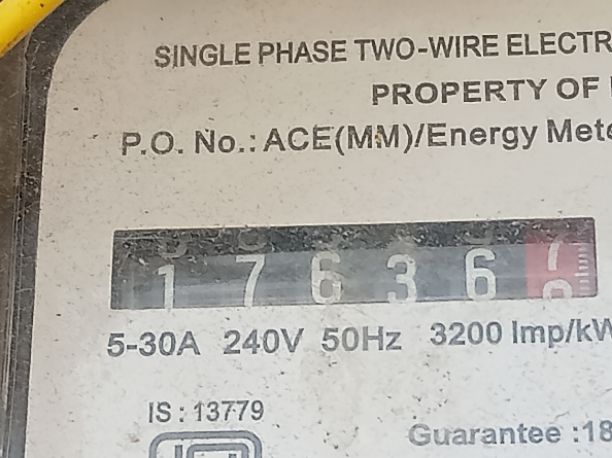 SINGLE PHASE TWO-WIRE ELECTR
PROPERTY OF
P.O. No.: ACE(MM)/Energy Mete
1 7 6 3 6 7
5-30A 240V 50Hz 3200 Imp/kW
IS : 13779
Guarantee :18